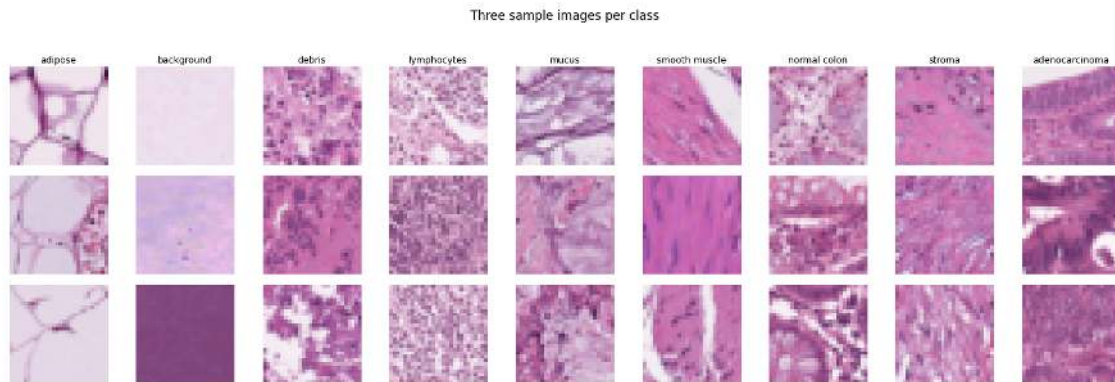 Three sample images per class
adipose background debris lymphocytes mucus smooth muscle normal colon stroma adenocarcinoma